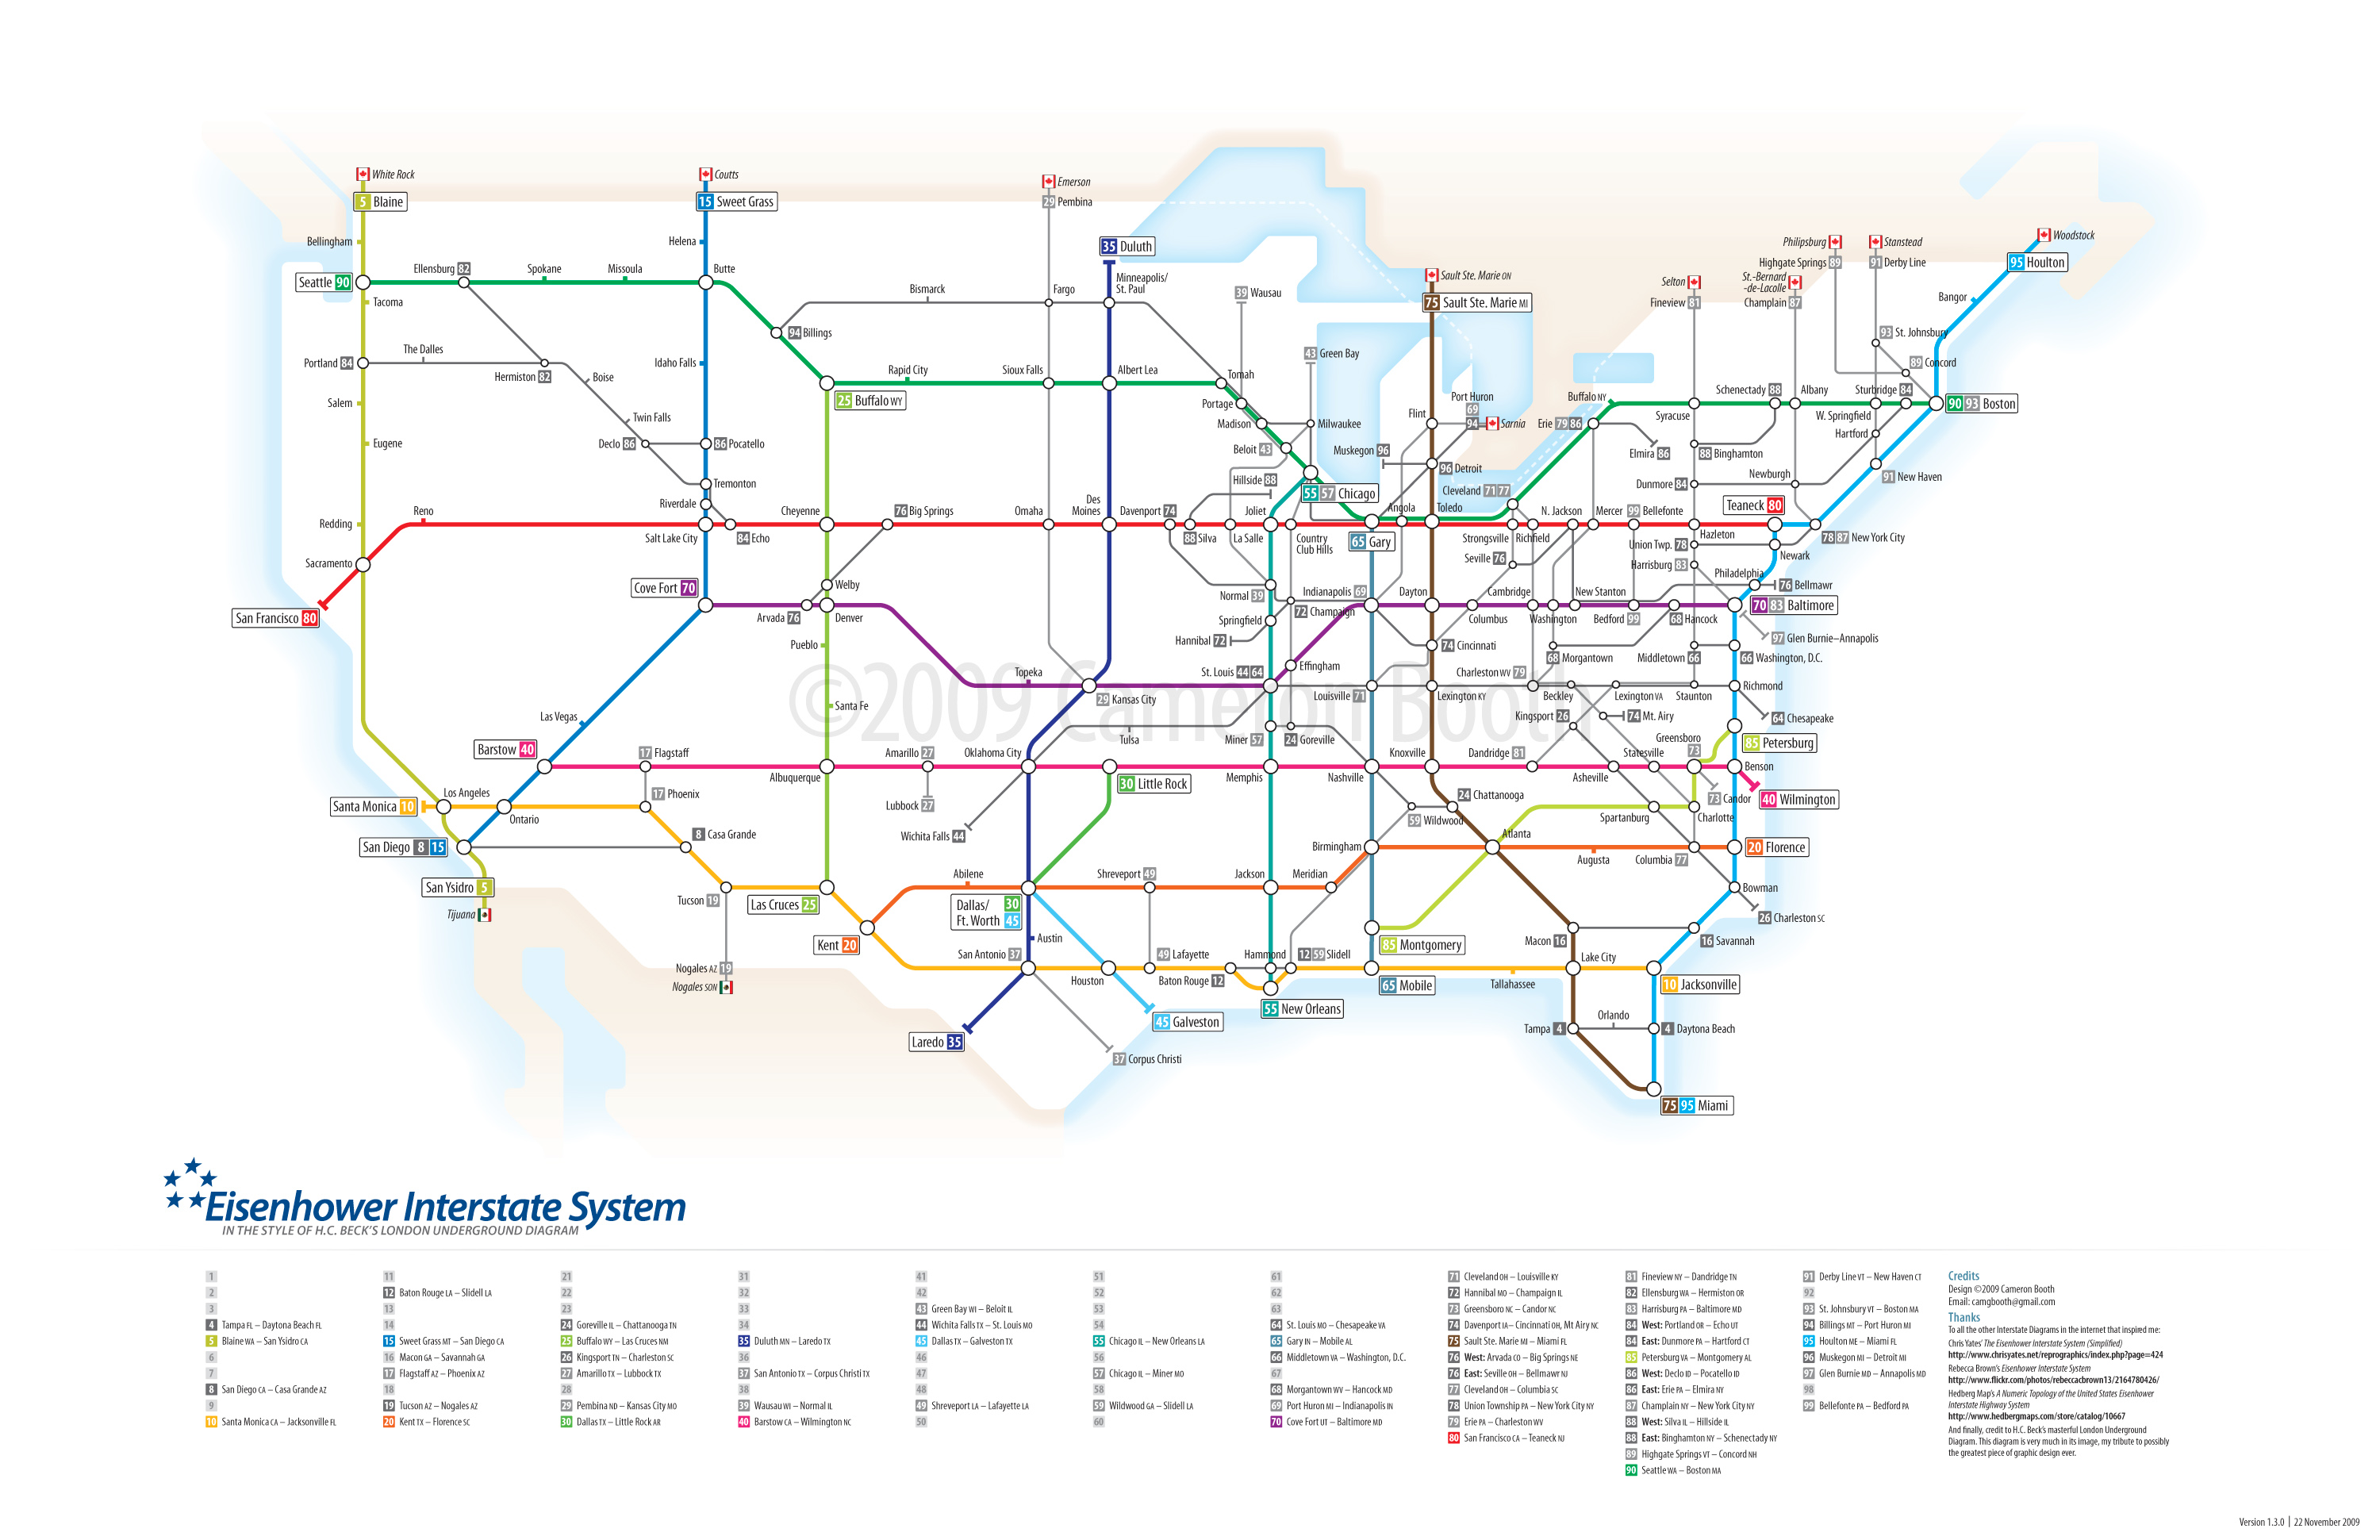 White Rock
5 Blaine
Bellingham
Seattle 90
Tacoma
Portland 84
Salem
Eugene
Redding
Sacramento
San Francisco 80
Reno
Ellensburg 82
Spokane
Missoula
The Dalles
Hermiston 82
Boise
Twin Falls
Declo 86
86 Pocatello
Coutts
15 Sweet Grass
Helena
Butte
Idaho Falls
Tremonton
Riverdale
Salt Lake City
84 Echo
Cove Fort 70
Las Vegas
Barstow 40
Los Angeles
Santa Monica 10
Ontario
San Diego 8 15
San Ysidro 5
Tijuana
17 Flagstaff
17 Phoenix
8 Casa Grande
Tucson 19
Nogales AZ 19
Nogales SON
94 Billings
25 Buffalo WY
Rapid City
Bismarck
Cheyenne
76 Big Springs
Welby
Arvada 76
Denver
Pueblo
Santa Fe
Albuquerque
Las Cruces 25
Kent 20
Emerson
29 Pembina
Fargo
Sioux Falls
Omaha
35 Duluth
Minneapolis/
St. Paul
Albert Lea
Des
Moines
Topeka
29 Kansas City
Tulsa
Amarillo 27
Lubbock 27
Oklahoma City
Wichita Falls 44
30 Little Rock
Abilene
Dallas/ 30
Ft. Worth 45
Austin
San Antonio 37
Laredo 35
37 Corpus Christi
Houston
45 Galveston
Shreveport 49
49 Lafayette
Baton Rouge 12
Hammond
12 59 Slidell
55 New Orleans
Jackson
Meridian
Memphis
39 Wausau
43 Green Bay
Tomah
Portage
Madison
Milwaukee
Beloit 43
Hillside 88
55 57 Chicago
Davenport 74
88 Silva
La Salle
Joliet
Country
Club Hills
65 Gary
Normal 39
72 Champaign
Springfield
Hannibal 72
Effingham
St. Louis 44 64
Miner 57
24 Goreville
Indianapolis 69
Louisville 71
Nashville
Birmingham
85 Montgomery
65 Mobile
Sault Ste. Marie ON
75 Sault Ste. Marie MI
Port Huron
69
94
Sarnia
Flint
Muskegon 96
96 Detroit
Angola
Toledo
Cleveland 71 77
Dayton
74 Cincinnati
Lexington KY
Knoxville
24 Chattanooga
59 Wildwood
Atlanta
Augusta
Macon 16
16 Savannah
Lake City
Tallahassee
10 Jacksonville
Tampa 4
Orlando
4 Daytona Beach
75 95 Miami
Strongsville
Richfield
Seville 76
N. Jackson
Mercer
99 Bellefonte
Buffalo NY
Erie 79 86
Elmira 86
Columbus
Cambridge
Washington
New Stanton
Bedford 99
68 Hancock
68 Morgantown
Charleston WV 79
Beckley
Lexington VA
Staunton
Middletown 66
66 Washington, D.C.
Richmond
64 Chesapeake
Kingsport 26
74 Mt. Airy
Greensboro
73
85 Petersburg
Dandridge 81
Asheville
Statesville
73 Candor
Benson
40 Wilmington
Spartanburg
Charlotte
Columbia 77
20 Florence
Bowman
26 Charleston SC
Selton
Fineview 81
St.-Bernard
-de-Lacolle
Champlain 87
Philipsburg
Highgate Springs 89
Stanstead
91 Derby Line
93 St. Johnsbury
89 Concord
Woodstock
95 Houlton
Bangor
90 93 Boston
Syracuse
Schenectady 88
Albany
Sturbridge 84
W. Springfield
Hartford
91 New Haven
88 Binghamton
Dunmore 84
Newburgh
Teaneck 80
78 87 New York City
Hazleton
Union Twp. 78
Newark
Harrisburg 83
Philadelphia
76 Bellmawr
70 83 Baltimore
97 Glen Burnie–Annapolis
©2009 Cameron Booth
Eisenhower Interstate System
IN THE STYLE OF H.C. BECK'S LONDON UNDERGROUND DIAGRAM
1
2
3
4 Tampa FL – Daytona Beach FL
5 Blaine WA – San Ysidro CA
6
7
8 San Diego CA – Casa Grande AZ
9
10 Santa Monica CA – Jacksonville FL
11
12 Baton Rouge LA – Slidell LA
13
14
15 Sweet Grass MT – San Diego CA
16 Macon GA – Savannah GA
17 Flagstaff AZ – Phoenix AZ
18
19 Tucson AZ – Nogales AZ
20 Kent TX – Florence SC
21
22
23
24 Goreville IL – Chattanooga TN
25 Buffalo WY – Las Cruces NM
26 Kingsport TN – Charleston SC
27 Amarillo TX – Lubbock TX
28
29 Pembina ND – Kansas City MO
30 Dallas TX – Little Rock AR
31
32
33
34
35 Duluth MN – Laredo TX
36
37 San Antonio TX – Corpus Christi TX
38
39 Wausau WI – Normal IL
40 Barstow CA – Wilmington NC
41
42
43 Green Bay WI – Beloit IL
44 Wichita Falls TX – St. Louis MO
45 Dallas TX – Galveston TX
46
47
48
49 Shreveport LA – Lafayette LA
50
51
52
53
54
55 Chicago IL – New Orleans LA
56
57 Chicago IL – Miner MO
58
59 Wildwood GA – Slidell LA
60
61
62
63
64 St. Louis MO – Chesapeake VA
65 Gary IN – Mobile AL
66 Middletown VA – Washington, D.C.
67
68 Morgantown WV – Hancock MD
69 Port Huron MI – Indianapolis IN
70 Cove Fort UT – Baltimore MD
71 Cleveland OH – Louisville KY
72 Hannibal MO – Champaign IL
73 Greensboro NC – Candor NC
74 Davenport IA – Cincinnati OH, Mt Airy NC
75 Sault Ste. Marie MI – Miami FL
76 West: Arvada CO – Big Springs NE
76 East: Seville OH – Bellmawr NJ
77 Cleveland OH – Columbia SC
78 Union Township PA – New York City NY
79 Erie PA – Charleston WV
80 San Francisco CA – Teaneck NJ
81 Fineview NY – Dandridge TN
82 Ellensburg WA – Hermiston OR
83 Harrisburg PA – Baltimore MD
84 West: Portland OR – Echo UT
84 East: Dunmore PA – Hartford CT
85 Petersburg VA – Montgomery AL
86 West: Declo ID – Pocatello ID
86 East: Erie PA – Elmira NY
87 Champlain NY – New York City NY
88 West: Silva IL – Hillside IL
88 East: Binghamton NY – Schenectady NY
89 Highgate Springs VT – Concord NH
90 Seattle WA – Boston MA
91 Derby Line VT – New Haven CT
92
93 St. Johnsbury VT – Boston MA
94 Billings MT – Port Huron MI
95 Houlton ME – Miami FL
96 Muskegon MI – Detroit MI
97 Glen Burnie MD – Annapolis MD
98
99 Bellefonte PA – Bedford PA
Credits
Design ©2009 Cameron Booth
Email: camgbooth@gmail.com
Thanks
To all the other Interstate Diagrams in the internet that inspired me:
Chris Yates' The Eisenhower Interstate System (Simplified)
http://www.chrisyates.net/reprographics/index.php?page=424
Rebecca Brown's Eisenhower Interstate System
http://www.flickr.com/photos/rebeccacbrown13/2164780426/
Hedberg Map's A Numeric Topology of the United States Eisenhower
Interstate Highway System
http://www.hedbergmaps.com/store/catalog/10667
And finally, credit to H.C. Beck's masterful London Underground
Diagram. This diagram is very much in its image, my tribute to possibly
the greatest piece of graphic design ever.
Version 1.3.0 | 22 November 2009